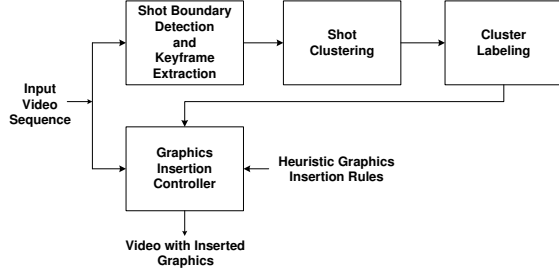 Shot Boundary
Detection
and
Keyframe
Extraction
Shot
Clustering
Cluster
Labeling
Input
Video
Sequence
Graphics
Insertion
Controller
Heuristic Graphics
Insertion Rules
Video with Inserted
Graphics